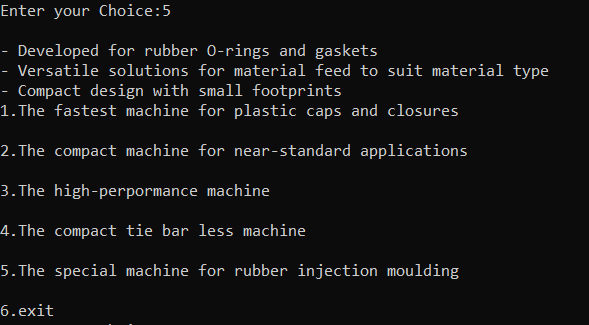 Enter your Choice:5
- Developed for rubber O-rings and gaskets
- Versatile solutions for material feed to suit material type
- Compact design with small footprints
1.The fastest machine for plastic caps and closures
2.The compact machine for near-standard applications
3.The high-perpormance machine
4.The compact tie bar less machine
5.The special machine for rubber injection moulding
6.exit